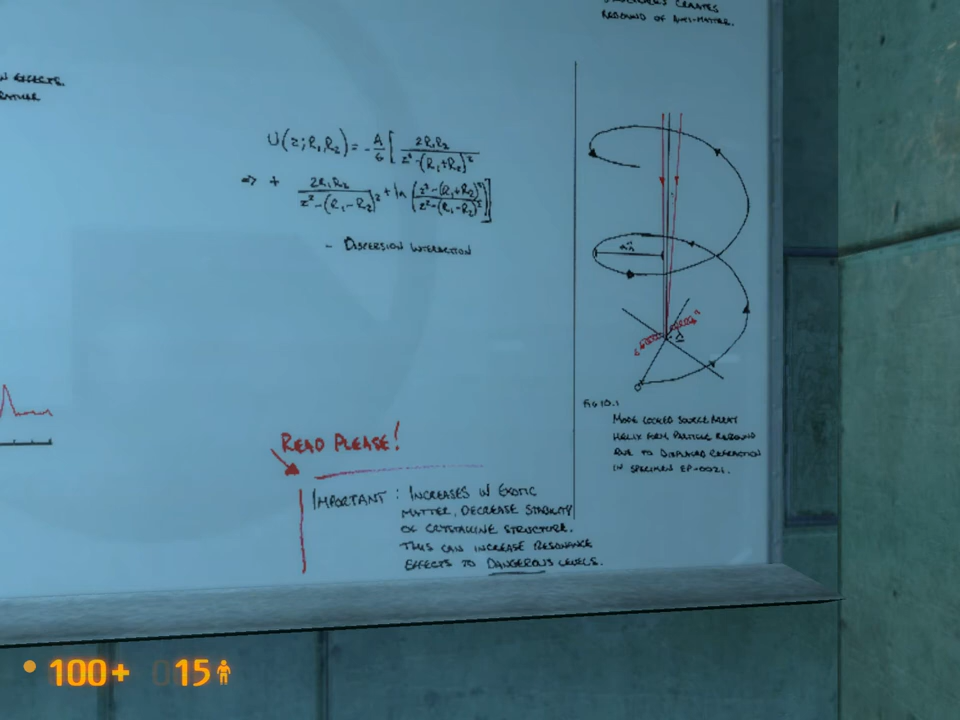 CREATES
REBOUND OF ANTI-MATTER.
EFFECTS.
U(z;R₁,R₂) = -A/6 [ 2R₁R₂ / z² - (R₁+R₂)²
⇒ + 2R₁R₂ / z² - (R₁-R₂)² + ln ( z² - (R₁+R₂)² / z² - (R₁-R₂)² ) ]
- DISPERSION INTERACTION
FIG 10.1
MODE LOCKED SOURCE ARRAY
HELIX FORM PARTICLE REBOUND
DUE TO DISPLACED REFRACTION
IN SPECIMEN EP-0021.
READ PLEASE!
IMPORTANT : INCREASES IN EXOTIC
MATTER, DECREASE STABILITY
OF CRYSTALLINE STRUCTURE.
THIS CAN INCREASE RESONANCE
EFFECTS TO DANGEROUS LEVELS.
100+ 15